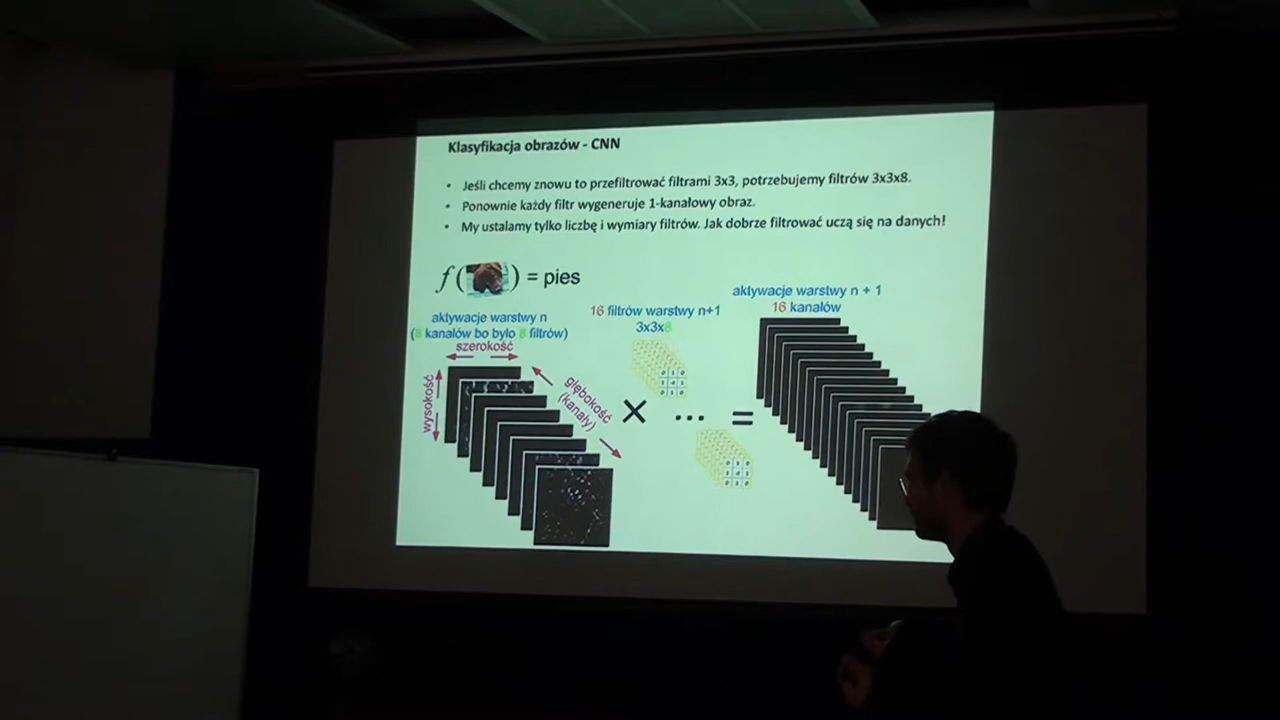 Klasyfikacja obrazów - CNN
• Jeśli chcemy znowu to przefiltrować filtrami 3x3, potrzebujemy filtrów 3x3x8.
• Ponownie każdy filtr wygeneruje 1-kanałowy obraz.
• My ustalamy tylko liczbę i wymiary filtrów. Jak dobrze filtrować uczą się na danych!
f( ) = pies
aktywacje warstwy n
(8 kanałów bo bylo 8 filtrów)
szerokość
wysokość
głębokość
(kanały)
×
16 filtrów warstwy n+1
3x3x8
...
=
aktywacje warstwy n + 1
16 kanałów